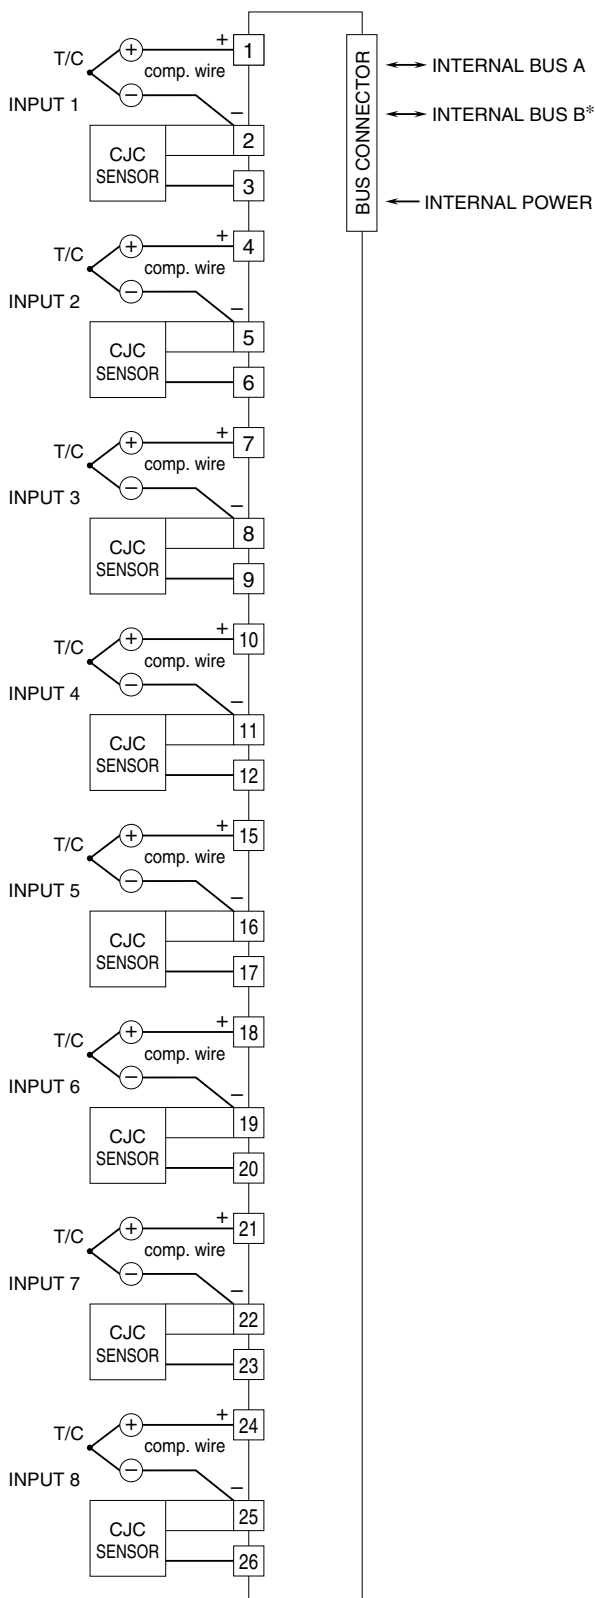 +
1
T/C
+
comp. wire
INPUT 1
−
−
2
CJC
SENSOR
3
BUS CONNECTOR
INTERNAL BUS A
INTERNAL BUS B*
INTERNAL POWER
+
4
T/C
+
comp. wire
INPUT 2
−
−
5
CJC
SENSOR
6
+
7
T/C
+
comp. wire
INPUT 3
−
−
8
CJC
SENSOR
9
+
10
T/C
+
comp. wire
INPUT 4
−
−
11
CJC
SENSOR
12
+
15
T/C
+
comp. wire
INPUT 5
−
−
16
CJC
SENSOR
17
+
18
T/C
+
comp. wire
INPUT 6
−
−
19
CJC
SENSOR
20
+
21
T/C
+
comp. wire
INPUT 7
−
−
22
CJC
SENSOR
23
+
24
T/C
+
comp. wire
INPUT 8
−
−
25
CJC
SENSOR
26